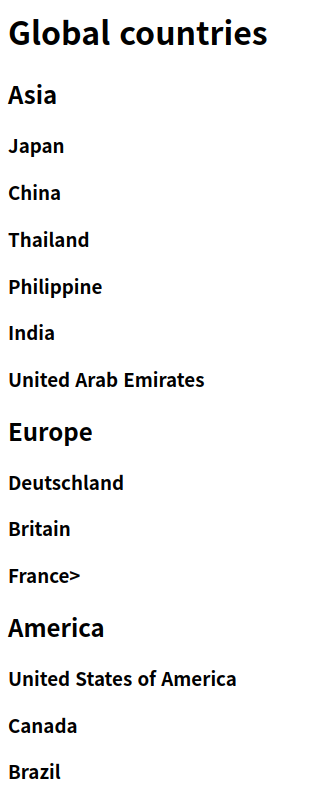 Global countries
Asia
Japan
China
Thailand
Philippine
India
United Arab Emirates
Europe
Deutschland
Britain
France>
America
United States of America
Canada
Brazil